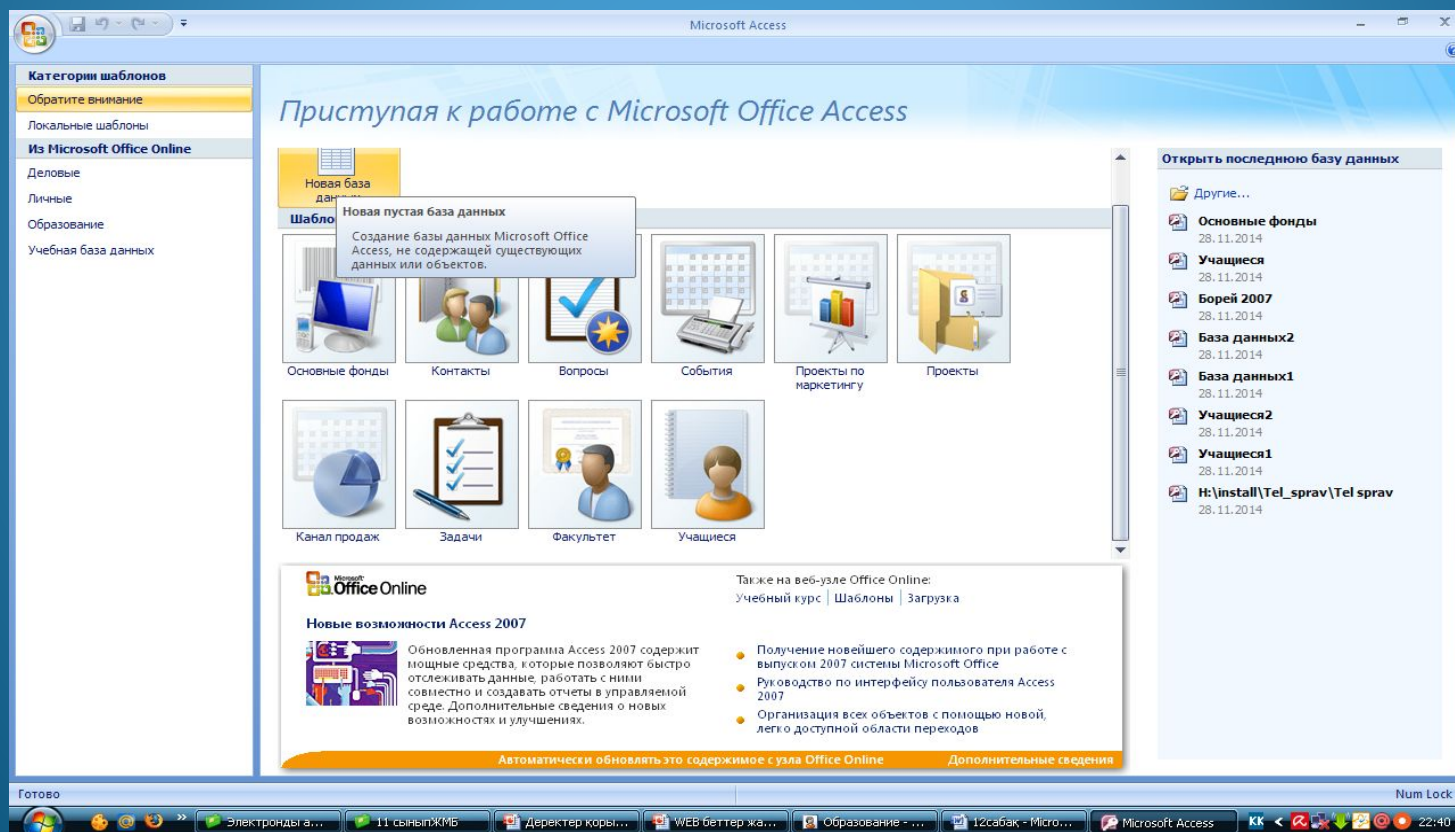 Microsoft Access
Категории шаблонов
Обратите внимание
Локальные шаблоны
Из Microsoft Office Online
Деловые
Личные
Образование
Учебная база данных
Приступая к работе с Microsoft Office Access
Новая база
Новая пустая база данных
Создание базы данных Microsoft Office
Access, не содержащей существующих
данных или объектов.
Основные фонды
Контакты
Вопросы
События
Проекты по
маркетингу
Проекты
Канал продаж
Задачи
Факультет
Учащиеся
Microsoft
Office Online
Новые возможности Access 2007
Обновленная программа Access 2007 содержит
мощные средства, которые позволяют быстро
отслеживать данные, работать с ними
совместно и создавать отчеты в управляемой
среде. Дополнительные сведения о новых
возможностях и улучшениях.
Также на веб-узле Office Online:
Учебный курс | Шаблоны | Загрузка
Получение новейшего содержимого при работе с
выпуском 2007 системы Microsoft Office
Руководство по интерфейсу пользователя Access
2007
Организация всех объектов с помощью новой,
легко доступной области переходов
Автоматически обновлять это содержимое с узла Office Online Дополнительные сведения
Открыть последнюю базу данных
Другие...
Основные фонды
28.11.2014
Учащиеся
28.11.2014
Борей 2007
28.11.2014
База данных2
28.11.2014
База данных1
28.11.2014
Учащиеся2
28.11.2014
Учащиеся1
28.11.2014
H:\install\Tel_sprav\Tel sprav
28.11.2014
Готово Num Lock
Электронды а... 11 сыныпЖМБ Деректер қоры... WEB беттер жа... Образование - ... 12сабақ - Micro... Microsoft Access KK 22:40